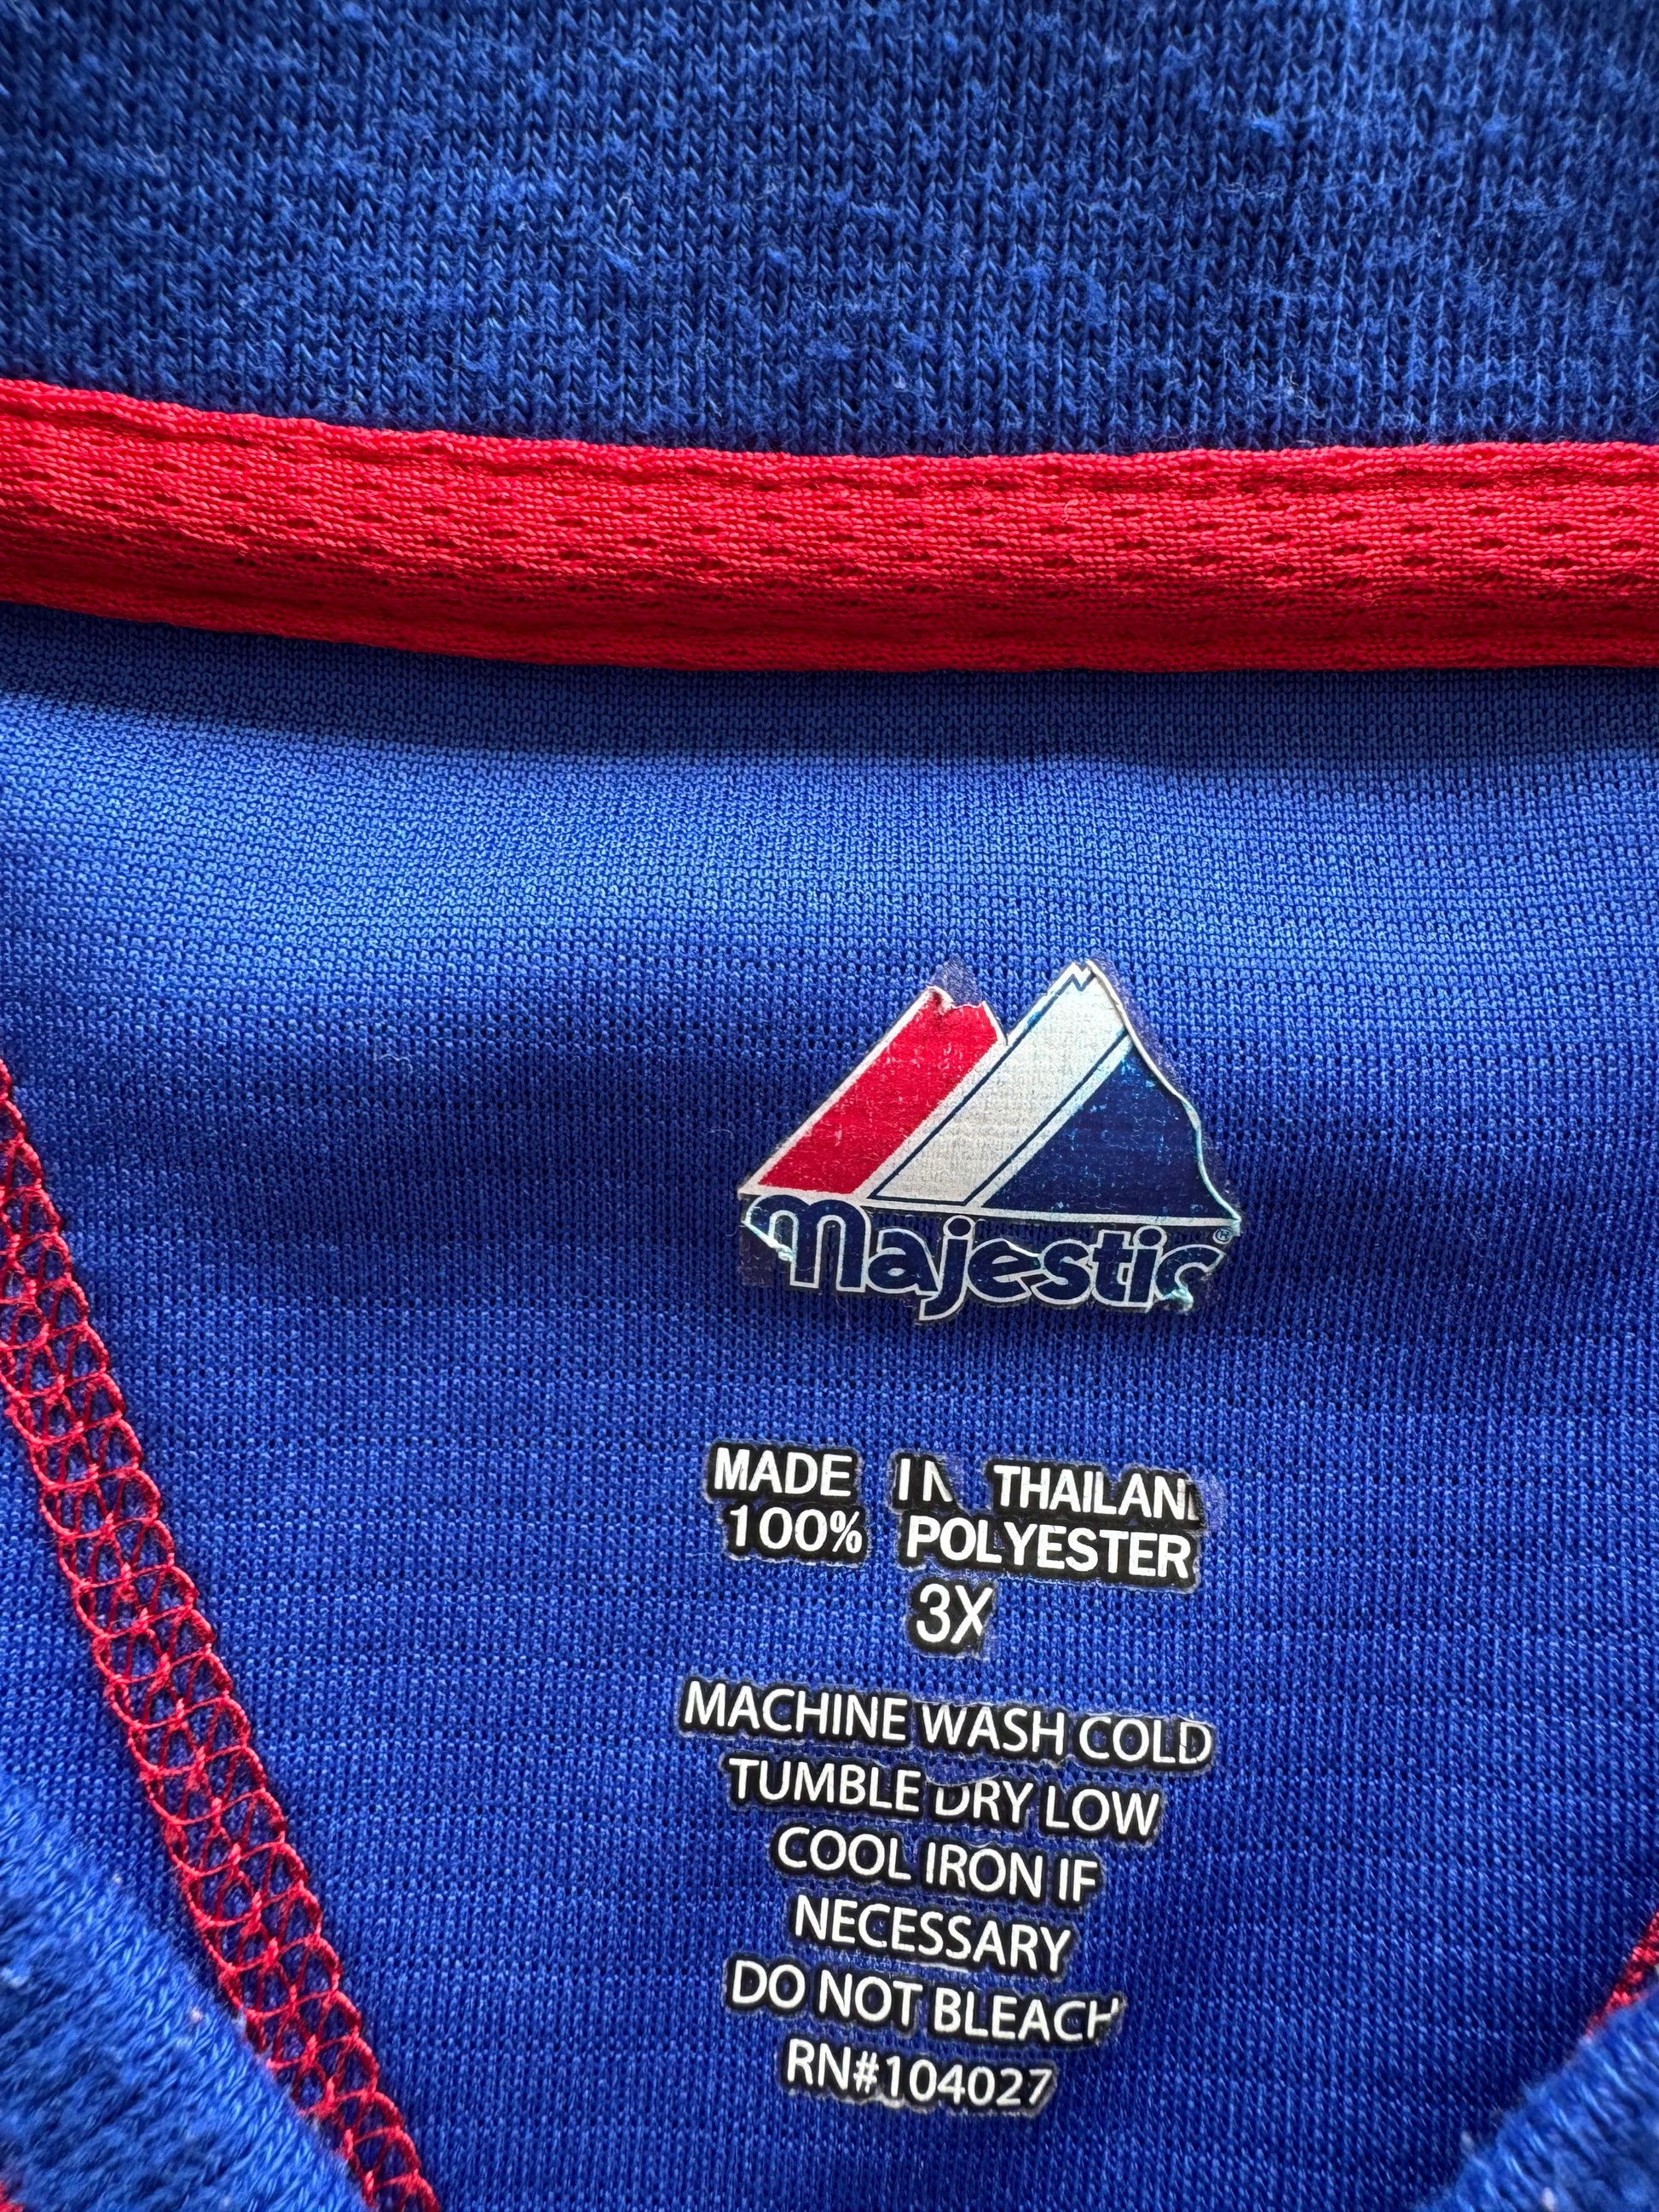 Majestic®
MADE IN THAILAND
100% POLYESTER
3X
MACHINE WASH COLD
TUMBLE DRY LOW
COOL IRON IF
NECESSARY
DO NOT BLEACH
RN#104027